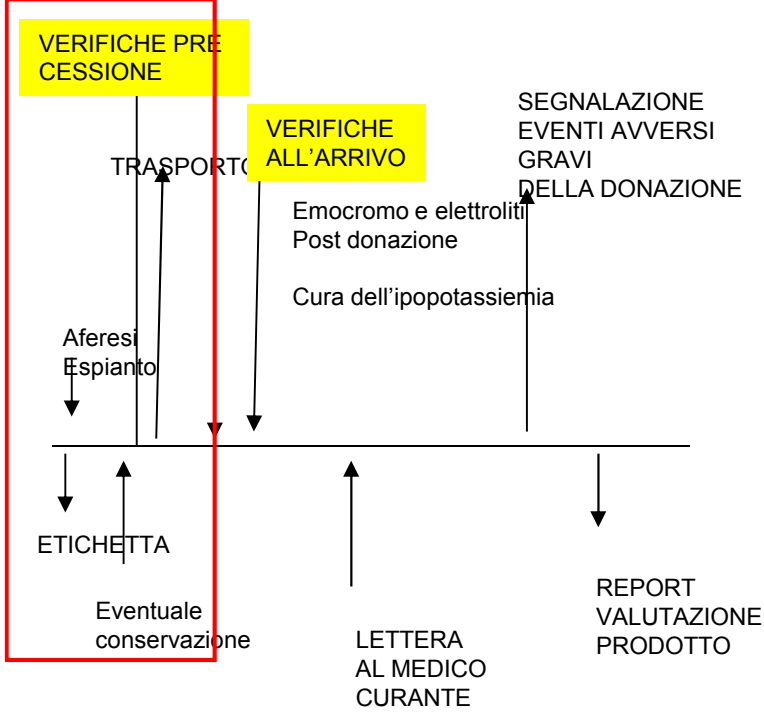 VERIFICHE PRE
CESSIONE
VERIFICHE
ALL'ARRIVO
TRASPORTO
SEGNALAZIONE
EVENTI AVVERSI
GRAVI
DELLA DONAZIONE
Emocromo e elettroliti
Post donazione
Cura dell'ipopotassiemia
Aferesi
Espianto
ETICHETTA
Eventuale
conservazione
LETTERA
AL MEDICO
CURANTE
REPORT
VALUTAZIONE
PRODOTTO